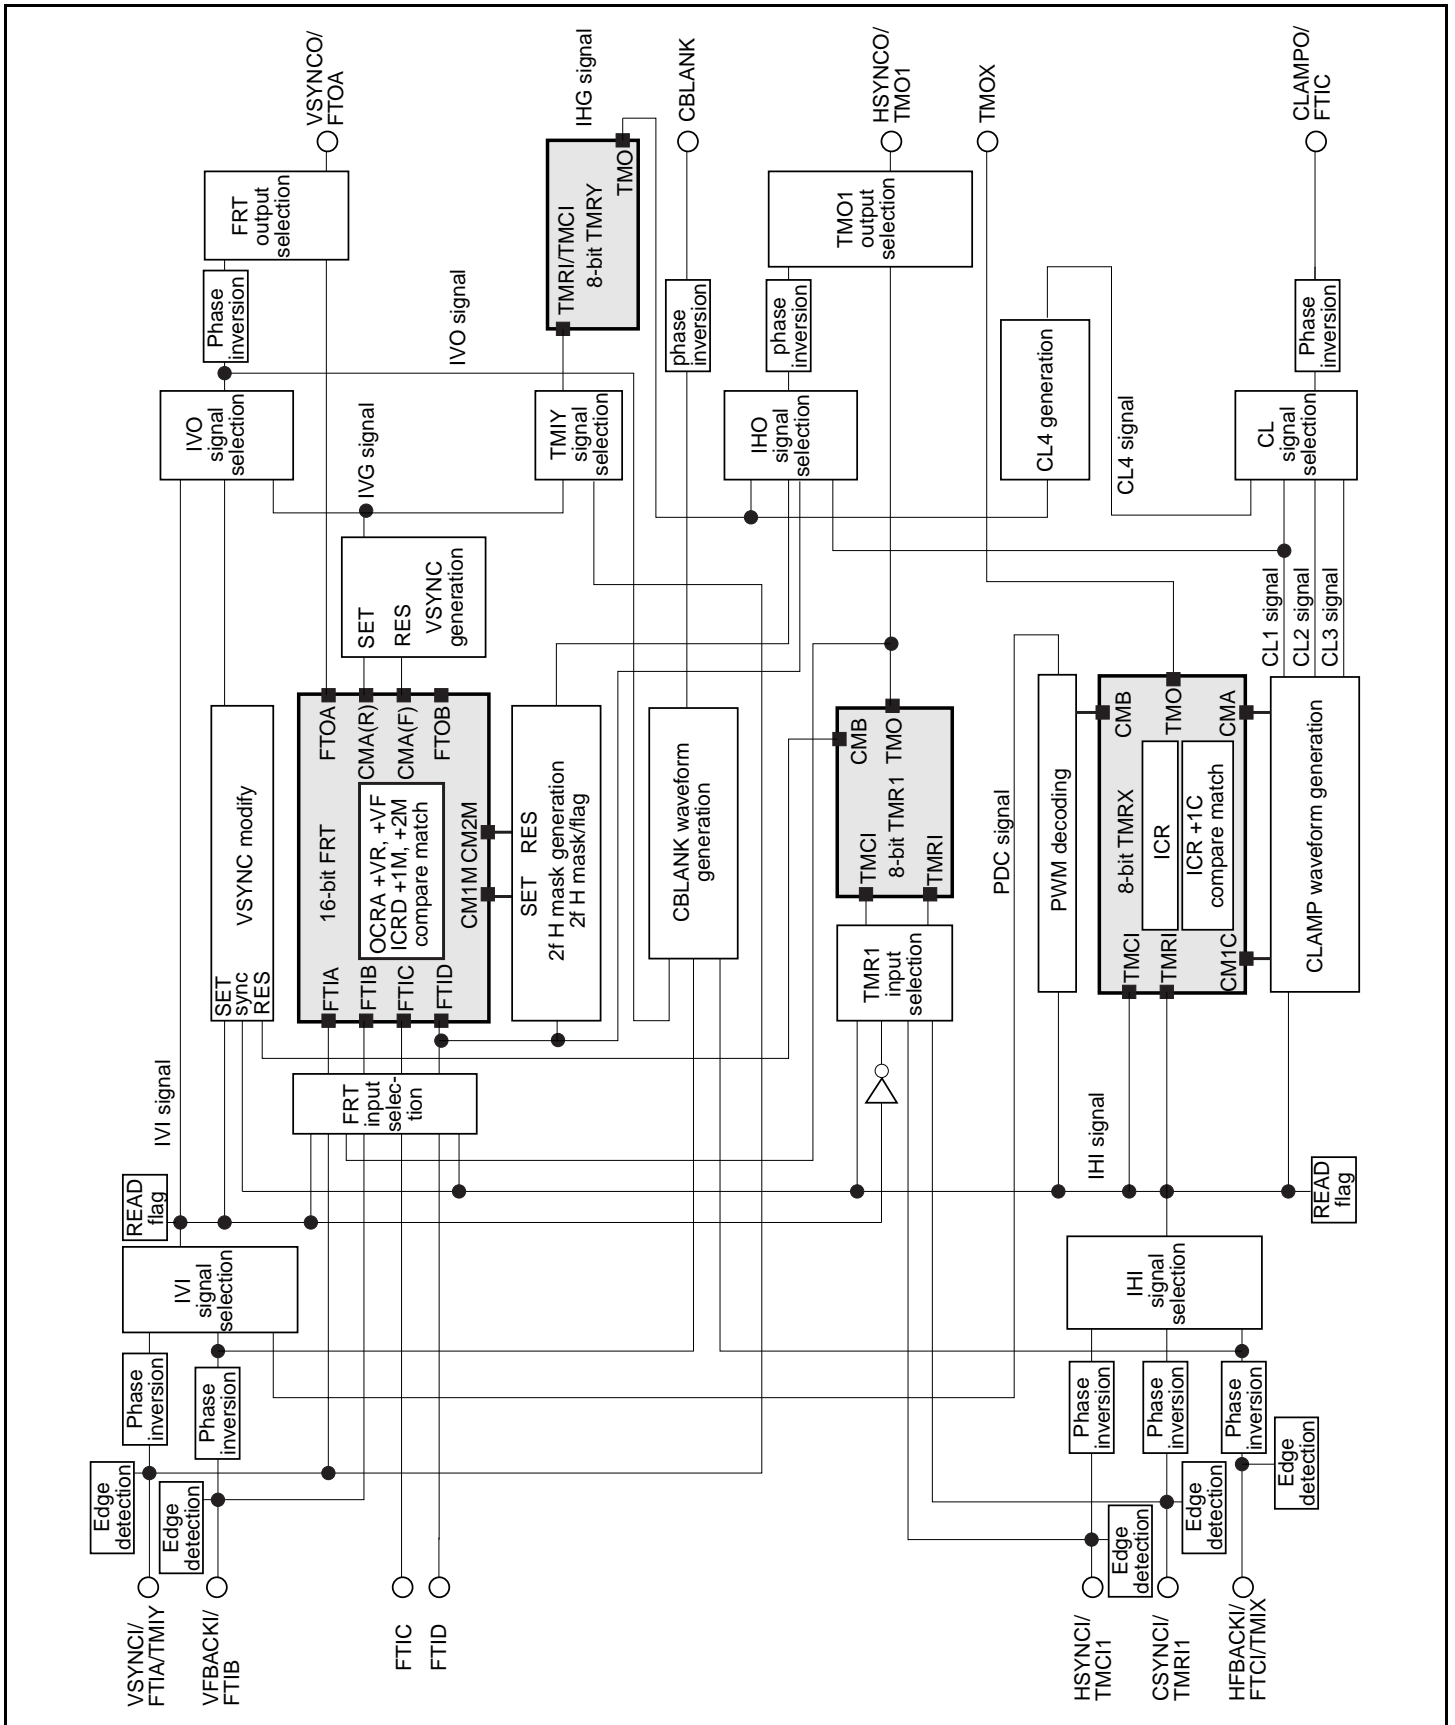 VSYNCI/
FTIA/TMIY
VFBACKI/
FTIB
FTIC
FTID
HSYNCI/
TMCI1
CSYNCI/
TMRI1
HFBACKI/
FTCI/TMIX
Edge
detection
Edge
detection
Edge
detection
Edge
detection
Edge
detection
Phase
inversion
Phase
inversion
Phase
inversion
Phase
inversion
Phase
inversion
IVI
signal
selection
IHI
signal
selection
READ
flag
READ
flag
IVI signal
IHI signal
FRT
input
selec-
tion
TMR1
input
selection
SET
sync
RES
VSYNC modify
FTIA
FTIB
FTIC
FTID
16-bit FRT
OCRA +VR, +VF
ICRD +1M, +2M
compare match
FTOA
CMA(R)
CMA(F)
FTOB
CM1M CM2M
SET RES
2f H mask generation
2f H mask/flag
CBLANK waveform
generation
TMCI
8-bit TMR1
TMRI
CMB
TMO
PDC signal
PWM decoding
TMCI
TMRI
8-bit TMRX
ICR
ICR +1C
compare match
CMB
TMO
CM1C
CMA
CLAMP waveform generation
SET
RES
VSYNC
generation
IVG signal
CL1 signal
CL2 signal
CL3 signal
CL4 signal
IVO
signal
selection
TMIY
signal
selection
IHO
signal
selection
CL4 generation
CL
signal
selection
IVO signal
Phase
inversion
phase
inversion
phase
inversion
Phase
inversion
TMRI/TMCI
8-bit TMRY
TMO
FRT
output
selection
TMO1
output
selection
IHG signal
VSYNCO/
FTOA
CBLANK
HSYNCO/
TMO1
TMOX
CLAMPO/
FTIC